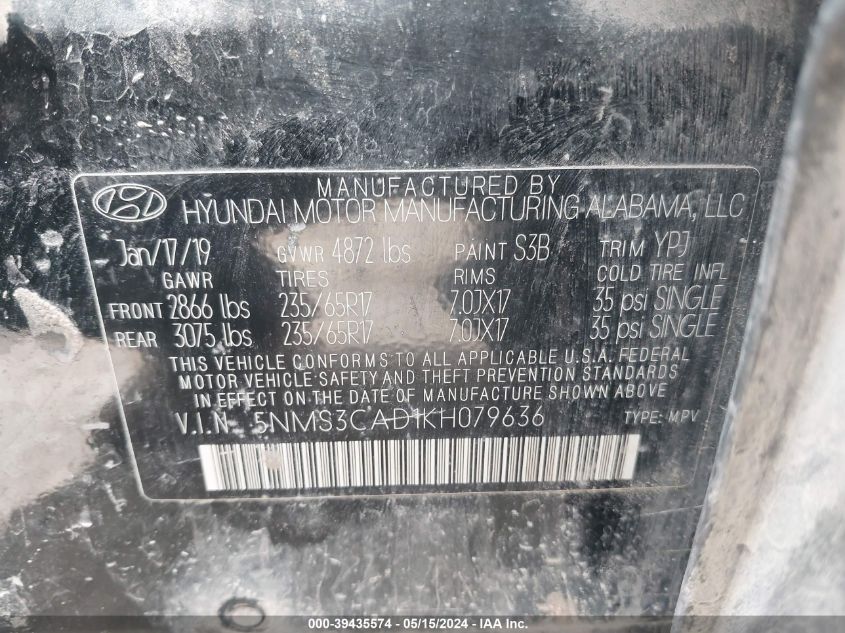 MANUFACTURED BY
HYUNDAI MOTOR MANUFACTURING ALABAMA, LLC
Jan/17/19 GVWR 4872 lbs PAINT S3B TRIM YPJ
GAWR TIRES RIMS COLD TIRE INFL
FRONT 2866 lbs 235/65R17 7.0JX17 35 psi SINGLE
REAR 3075 lbs 235/65R17 7.0JX17 35 psi SINGLE
THIS VEHICLE CONFORMS TO ALL APPLICABLE U.S.A. FEDERAL
MOTOR VEHICLE SAFETY AND THEFT PREVENTION STANDARDS
IN EFFECT ON THE DATE OF MANUFACTURE SHOWN ABOVE
V.I.N. 5NMS3CAD1KH079636 TYPE: MPV
000-39435574 / 05/15/2024 - IAA Inc.